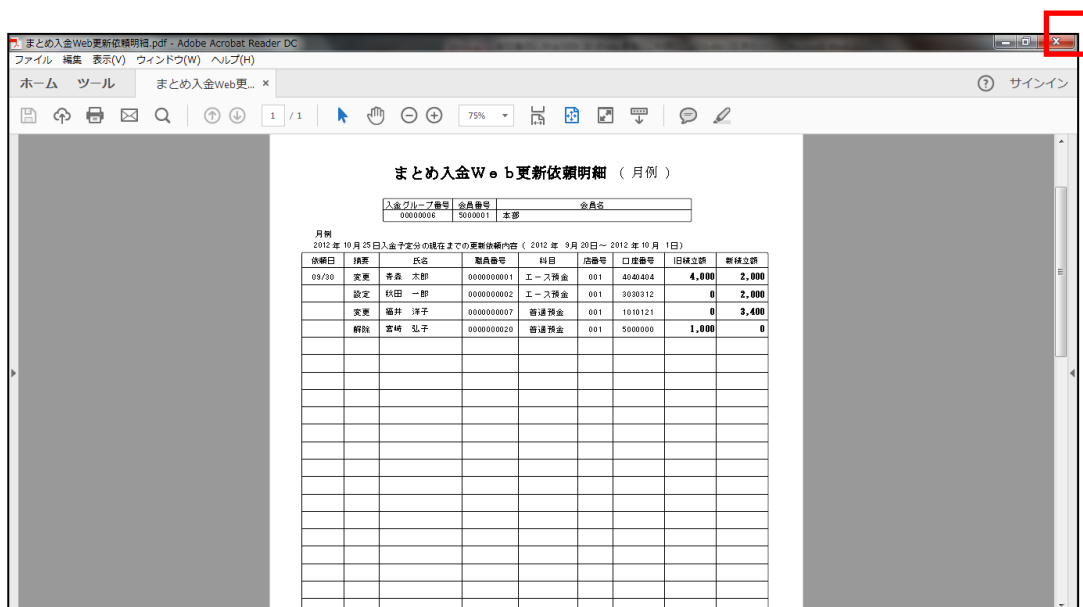 まとめ入金Web更新依頼明細.pdf - Adobe Acrobat Reader DC
ファイル 編集 表示(V) ウィンドウ(W) ヘルプ(H)
ホーム ツール まとめ入金Web更... × ? サインイン
1 / 1 75%
まとめ入金Web更新依頼明細 ( 月例 )
入金グループ番号 会員番号 会員名
00000006 5000001 本部
月例
2012 年 10 月 25 日入金予定分の現在までの更新依頼内容 ( 2012 年 9月 20日～ 2012 年 10 月 1日)
依頼日 摘要 氏名 職員番号 科目 店番号 口座番号 旧積立額 新積立額
09/30 変更 青森 太郎 0000000001 エース預金 001 4040404 4,000 2,000
設定 秋田 一郎 0000000002 エース預金 001 3030312 0 2,000
変更 福井 洋子 0000000007 普通預金 001 1010121 0 3,400
解除 宮崎 弘子 0000000020 普通預金 001 5000000 1,000 0